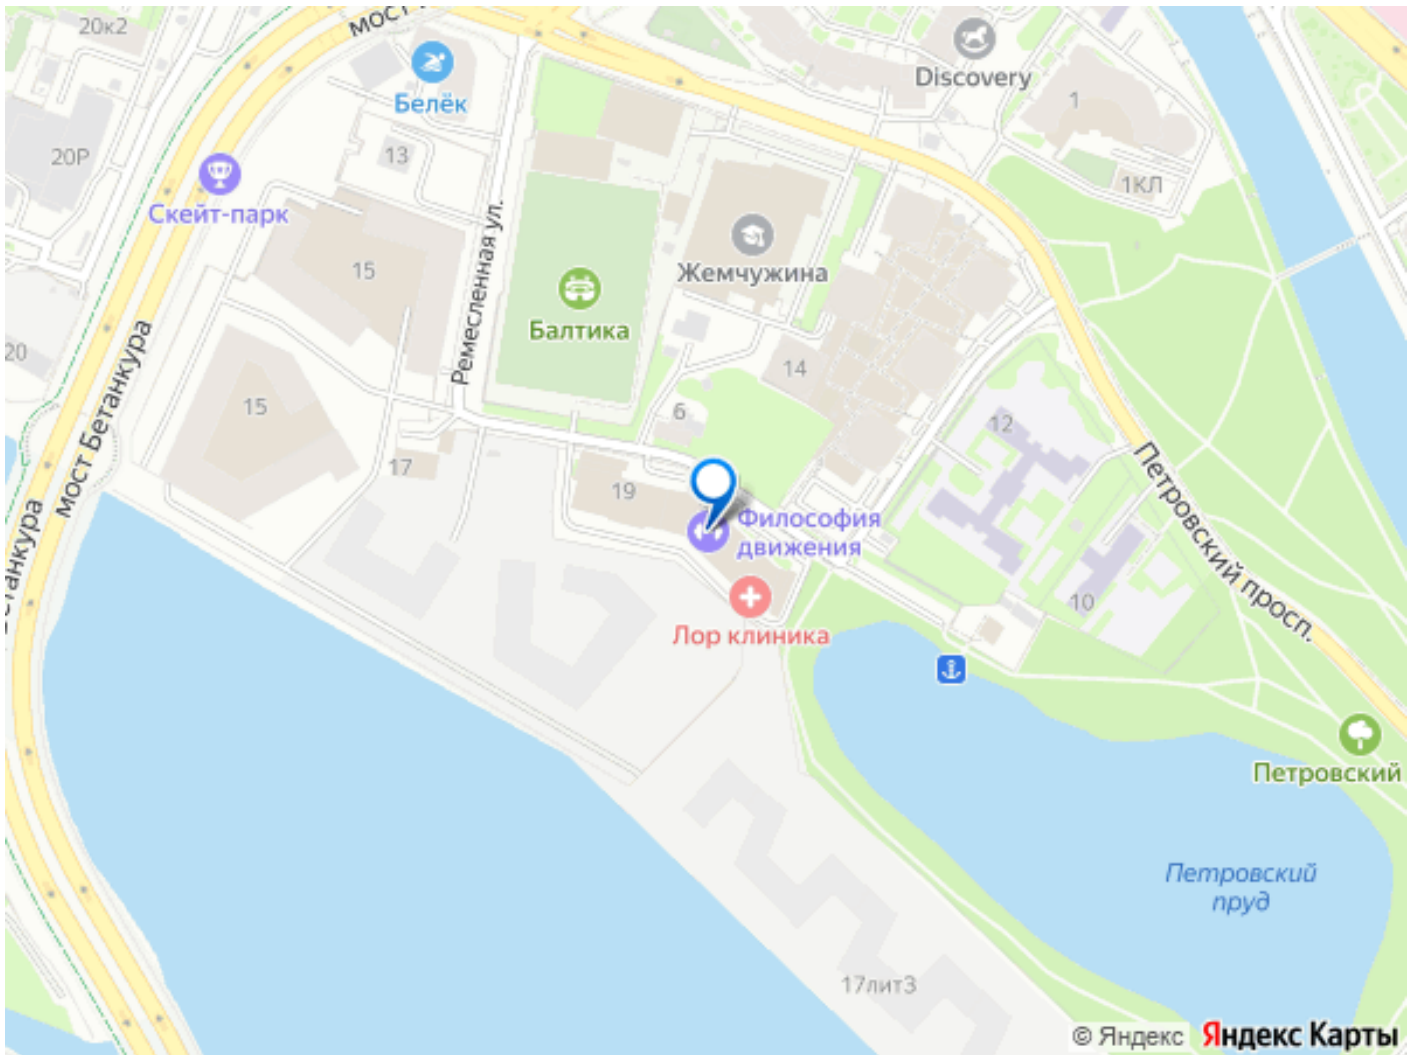 20к2
мост
Белёк
Discovery
1
20Р
13
1КЛ
Скейт-парк
Ремесленная ул.
15
Жемчужина
Балтика
20
мост Бетанкура
14
15
6
12
17
19
Петровский просп.
Философия
движения
10
Лор клиника
Петровский
Петровский
пруд
17лит3
© Яндекс Яндекс Карты